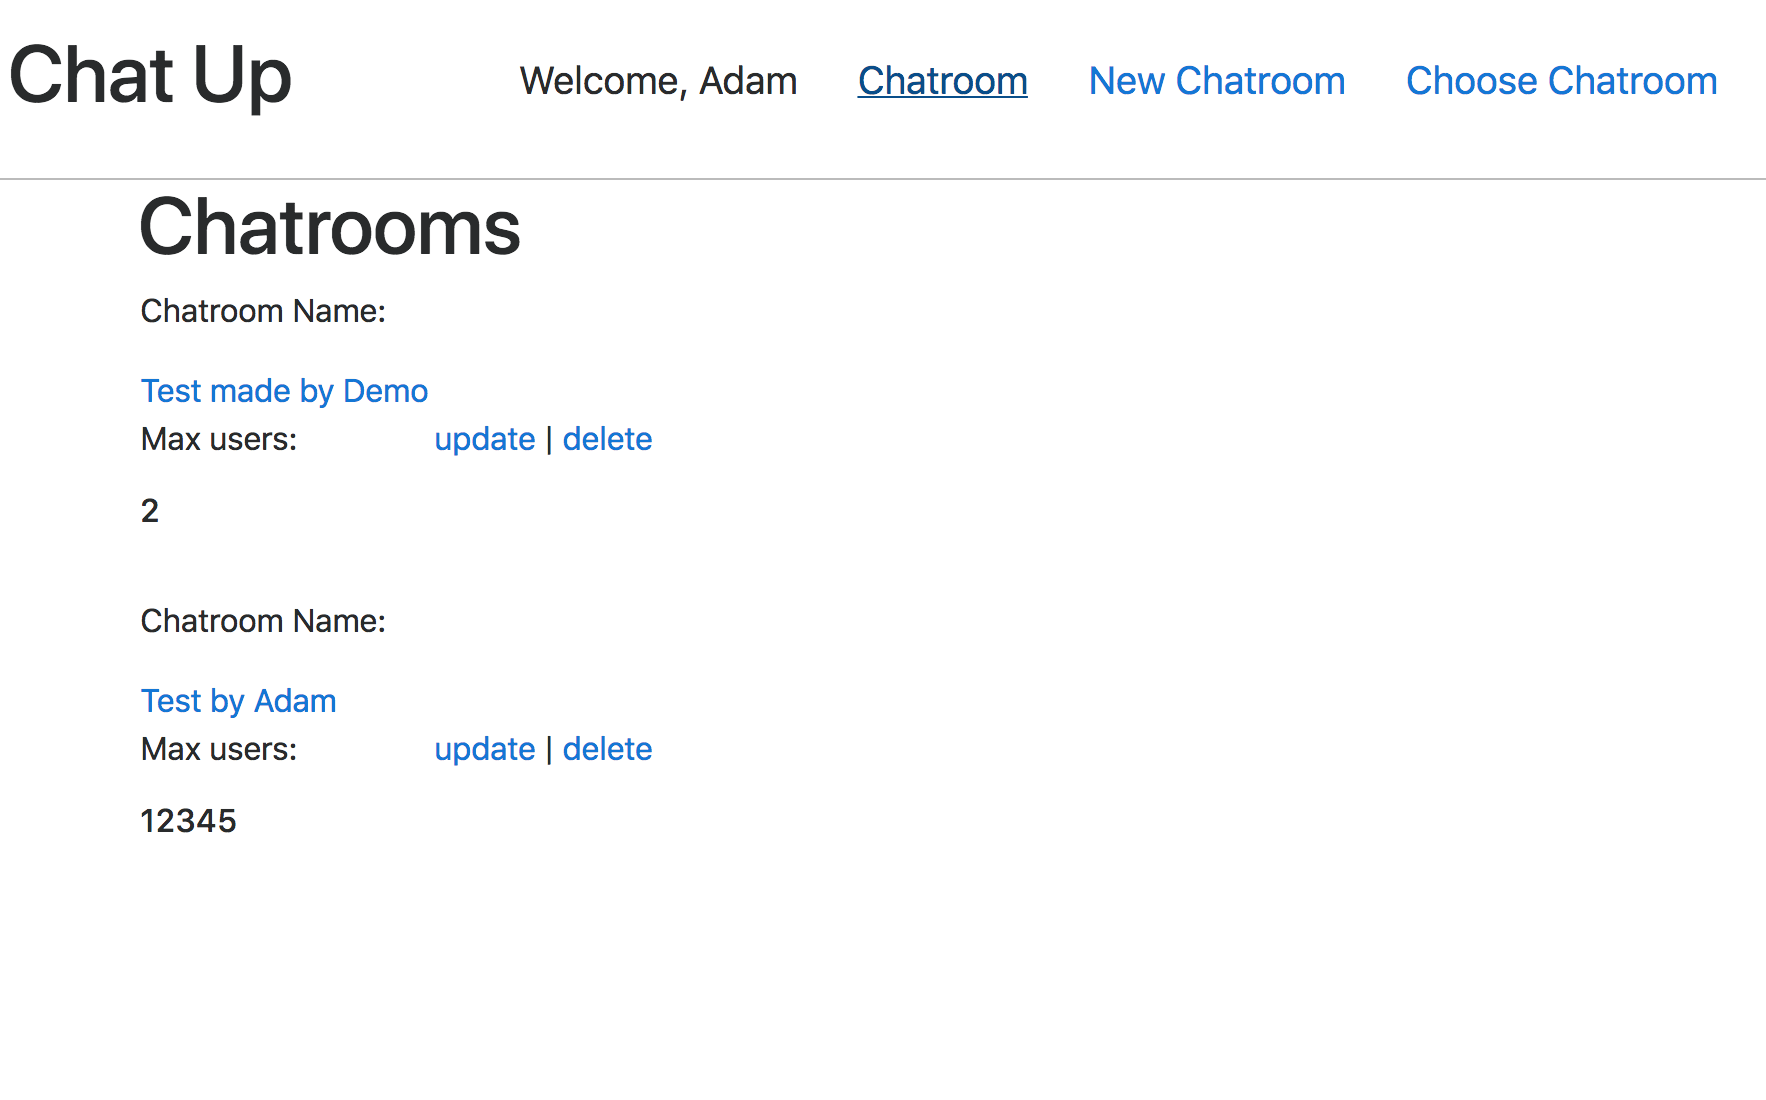 Chat Up
Welcome, Adam Chatroom New Chatroom Choose Chatroom
Chatrooms
Chatroom Name:
Test made by Demo
Max users: update | delete
2
Chatroom Name:
Test by Adam
Max users: update | delete
12345